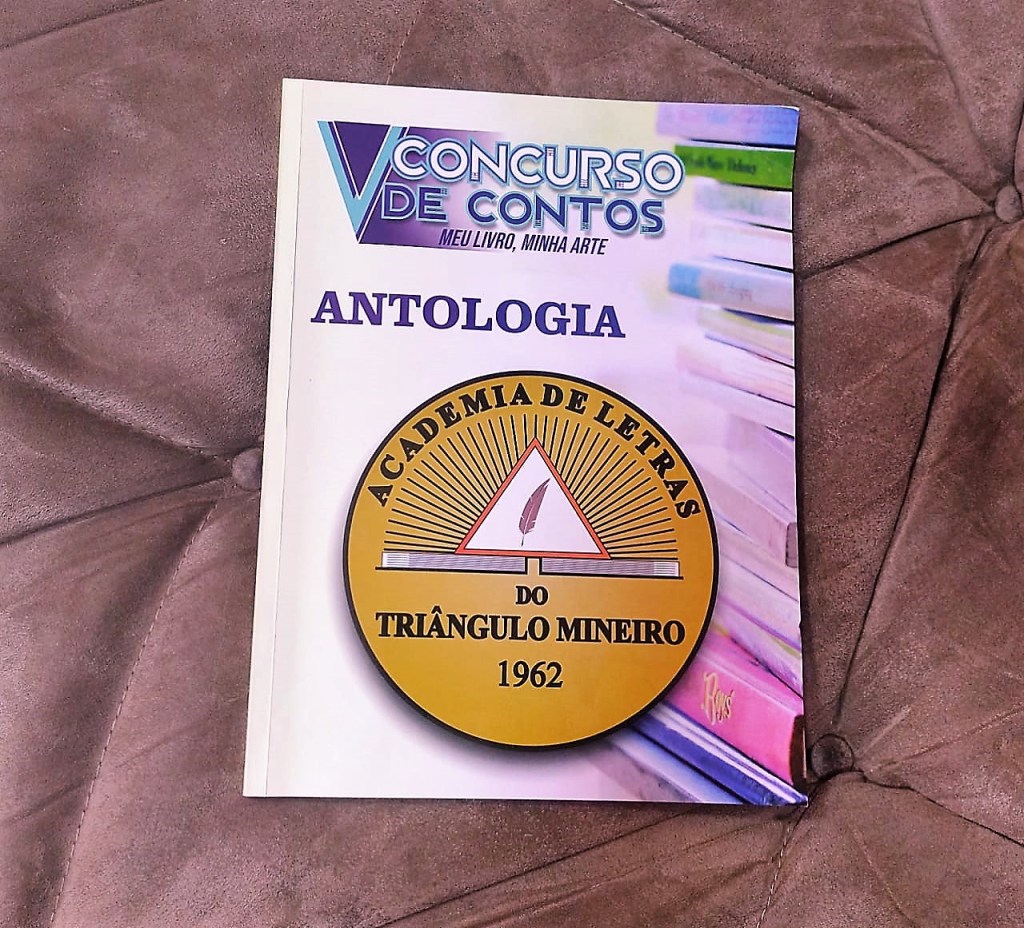 V CONCURSO
DE CONTOS
MEU LIVRO, MINHA ARTE
ANTOLOGIA
ACADEMIA DE LETRAS
DO
TRIÂNGULO MINEIRO
1962